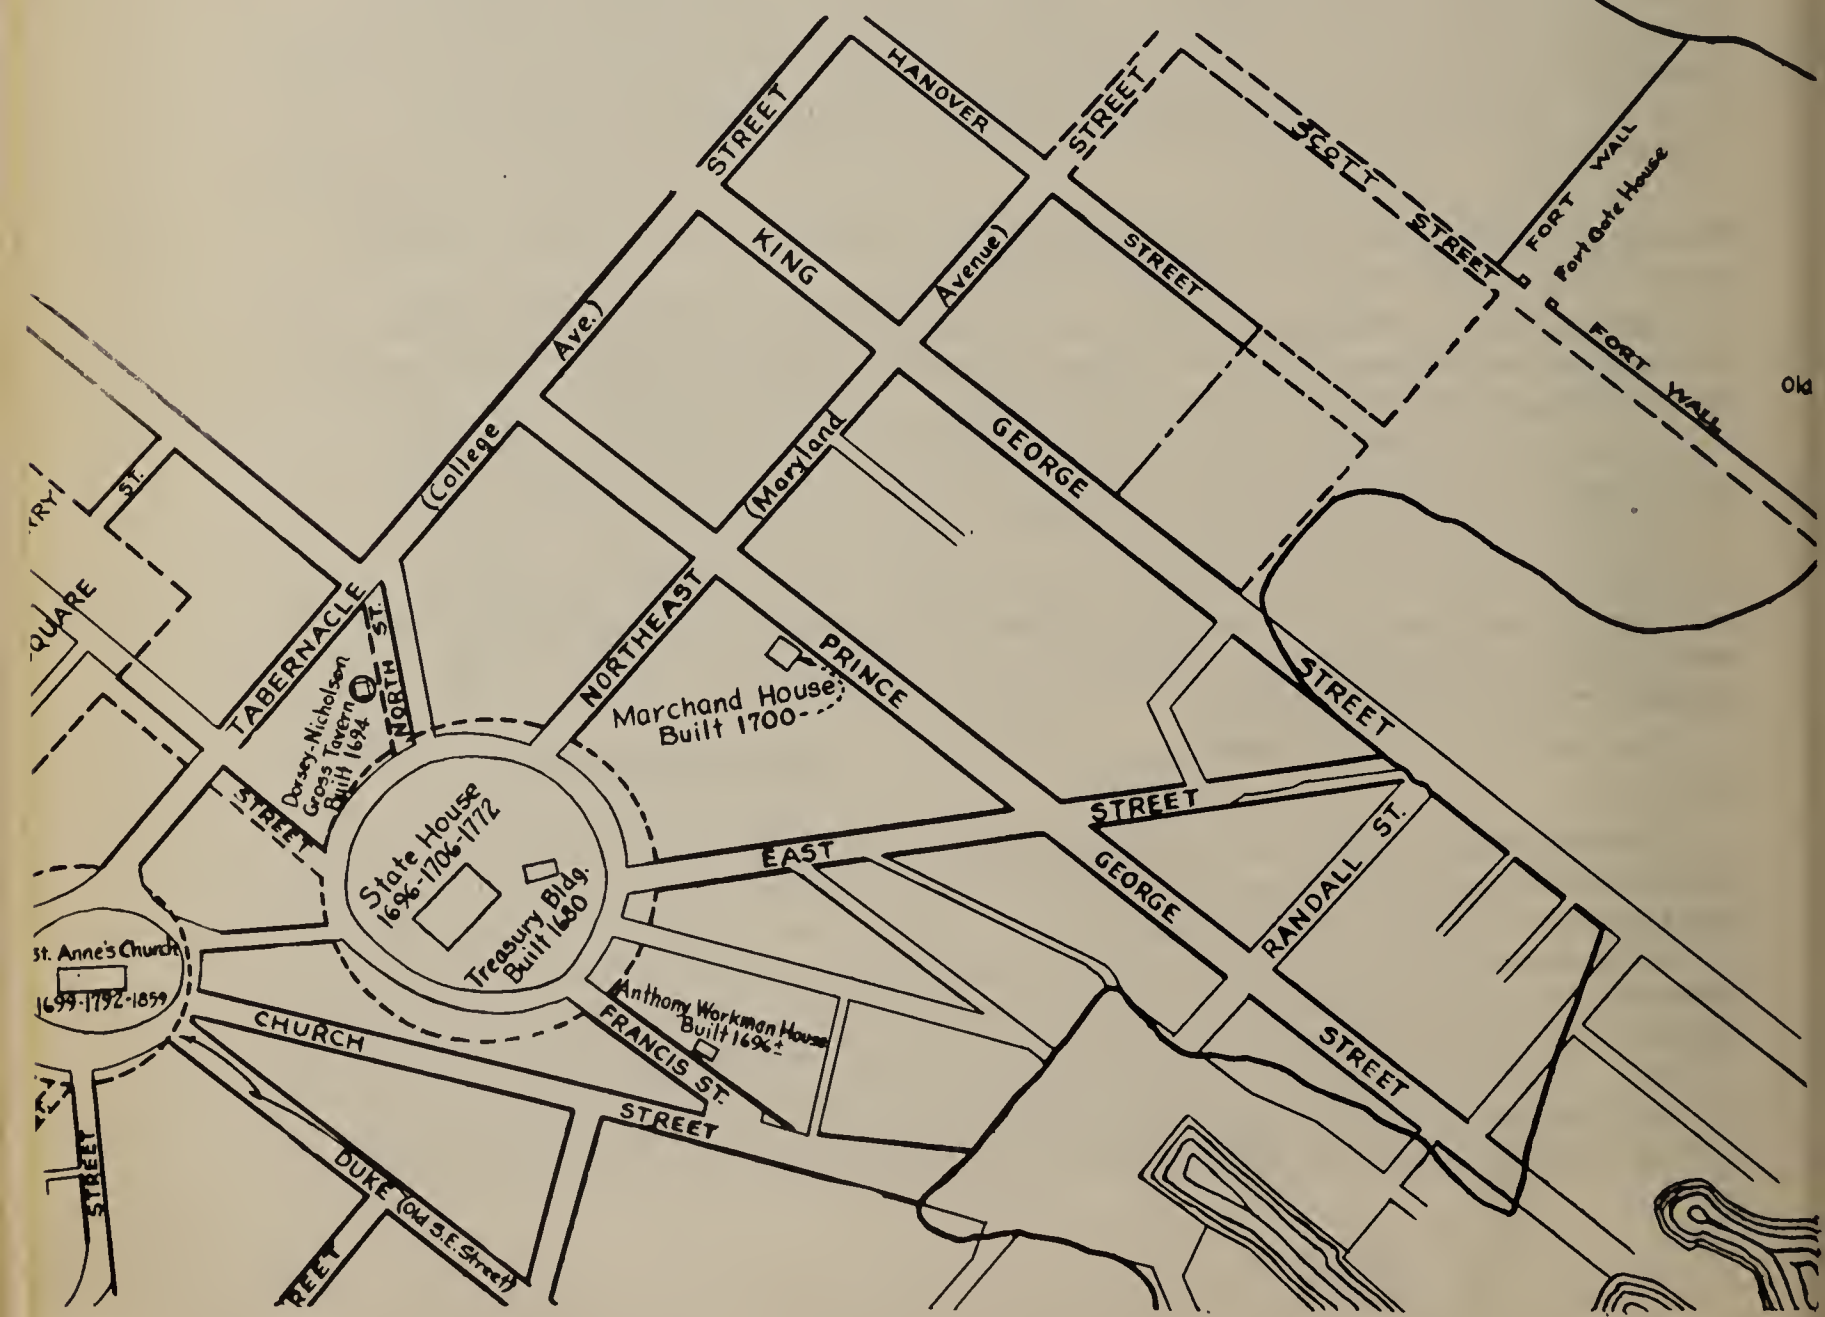 HANOVER
STREET
STREET
SCOTT STREET
FORT WALL
Fort Gate House
FORT WALL
Old
KING
Avenue)
STREET
Ave.)
(College
(Maryland
GEORGE
ST.
TRY
QUARE
TABERNACLE
NORTH ST.
NORTHEAST
PRINCE
STREET
Dorsey-Nicholson
Gross Tavern
Built 1694
Marchand House
Built 1700
STREET
State House
1696-1706-1772
Treasury Bldg.
Built 1680
EAST
STREET
GEORGE
RANDALL ST.
STREET
St. Anne's Church
1699-1792-1859
CHURCH
STREET
Anthony Workman House
Built 1696±
FRANCIS ST.
STREET
DUKE (Old S.E. Street)
REET